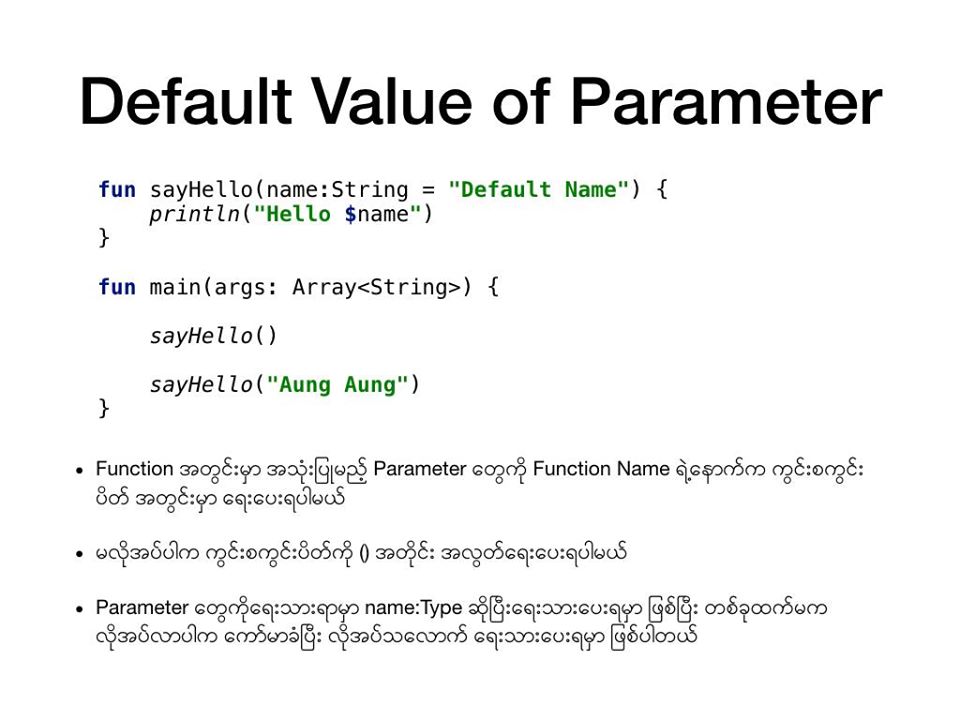 Default Value of Parameter
fun sayHello(name:String = "Default Name") {
    println("Hello $name")
}
fun main(args: Array<String>) {
    sayHello()
    sayHello("Aung Aung")
}
• Function အတွင်းမှာ အသုံးပြုမည့် Parameter တွေကို Function Name ရဲ့နောက်က ကွင်းစကွင်း
ပိတ် အတွင်းမှာ ရေးပေးရပါမယ်
• မလိုအပ်ပါက ကွင်းစကွင်းပိတ်ကို () အတိုင်း အလွတ်ရေးပေးရပါမယ်
• Parameter တွေကိုရေးသားရာမှာ name:Type ဆိုပြီးရေးသားပေးရမှာ ဖြစ်ပြီး တစ်ခုထက်မက
လိုအပ်လာပါက ကော်မာခံပြီး လိုအပ်သလောက် ရေးသားပေးရမှာ ဖြစ်ပါတယ်